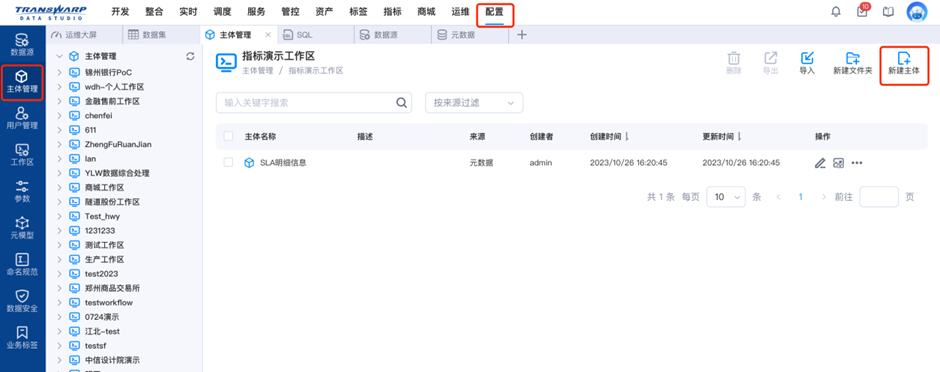 TRANSWARP
DATA STUDIO
开发 整合 实时 调度 服务 管控 资产 标签 指标 商城 运维 配置
10
运维大屏 数据集 主体管理 × SQL 数据源 元数据 +
数据源
主体管理
用户管理
工作区
参数
元模型
命名规范
数据安全
业务标签
主体管理
锦州银行PoC
wdh-个人工作区
金融售前工作区
chenfei
611
ZhengFuRuanJian
lan
YLW数据综合处理
商城工作区
隧道股份工作区
Test_hwy
1231233
测试工作区
生产工作区
test2023
郑州商品交易所
testworkflow
0724演示
江北-test
testsf
中信设计院演示
指标演示工作区
主体管理 / 指标演示工作区
删除 导出 导入 新建文件夹 新建主体
输入关键字搜索 按来源过滤
主体名称 描述 来源 创建者 创建时间 更新时间 操作
SLA明细信息 元数据 admin 2023/10/26 16:20:45 2023/10/26 16:20:45
共 1 条 每页 10 条 1 前往 页